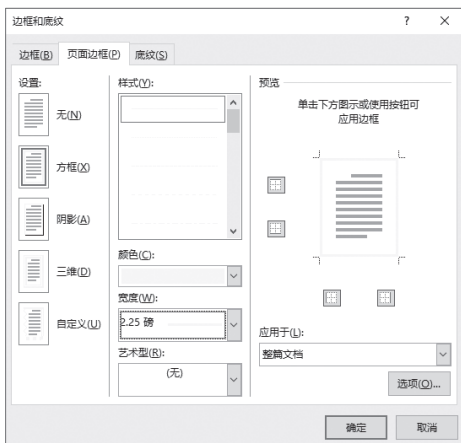 边框和底纹 ? ×
边框(B) 页面边框(P) 底纹(S)
设置:
无(N)
方框(X)
阴影(A)
三维(D)
自定义(U)
样式(Y):
颜色(C):
宽度(W):
2.25 磅
艺术型(R):
(无)
预览
单击下方图示或使用按钮可
应用边框
应用于(L):
整篇文档
选项(O)...
确定 取消